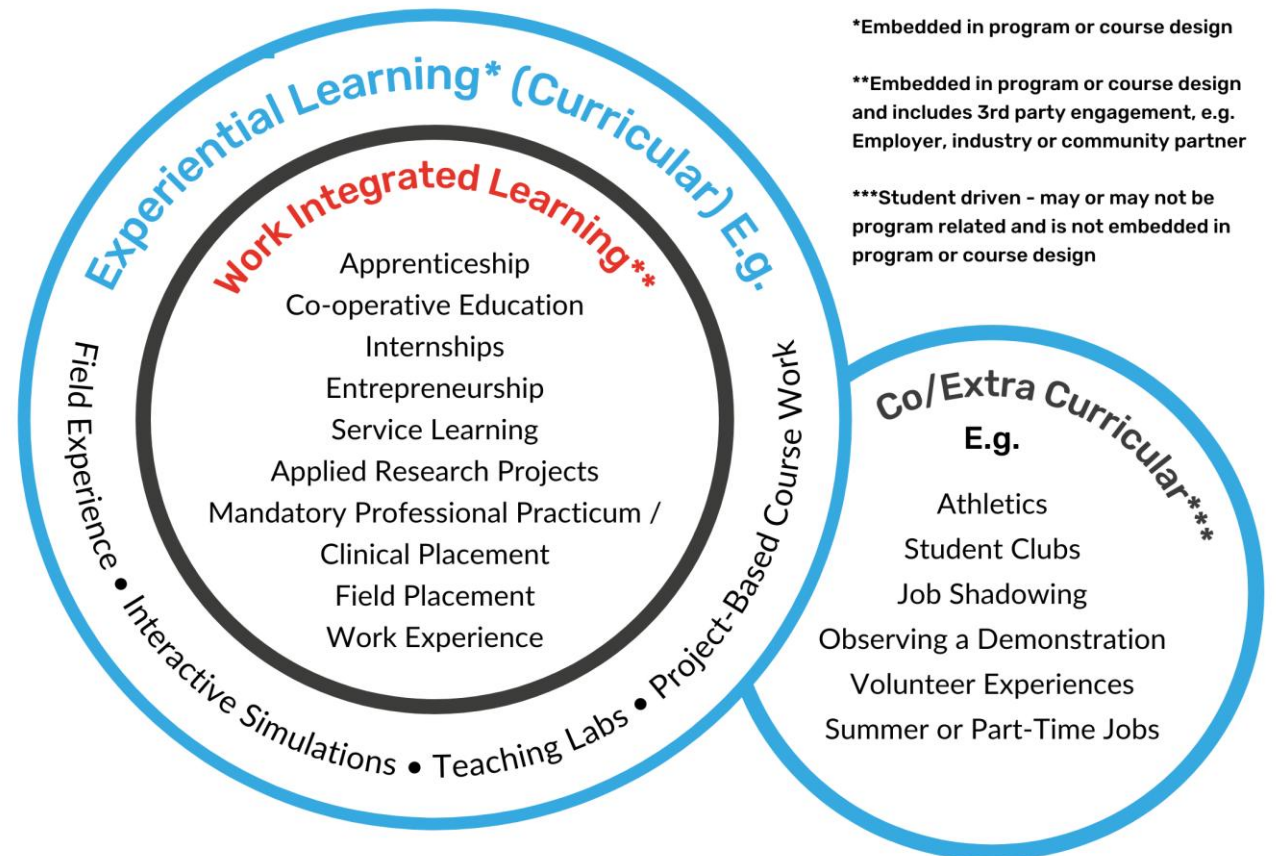 *Embedded in program or course design
**Embedded in program or course design
and includes 3rd party engagement, e.g.
Employer, industry or community partner
***Student driven - may or may not be
program related and is not embedded in
program or course design
Experiential Learning* (Curricular) E.g.
Work Integrated Learning**
Apprenticeship
Co-operative Education
Internships
Entrepreneurship
Service Learning
Applied Research Projects
Mandatory Professional Practicum /
Clinical Placement
Field Placement
Work Experience
Field Experience • Interactive Simulations • Teaching Labs • Project-Based Course Work
Co/Extra Curricular***
E.g.
Athletics
Student Clubs
Job Shadowing
Observing a Demonstration
Volunteer Experiences
Summer or Part-Time Jobs